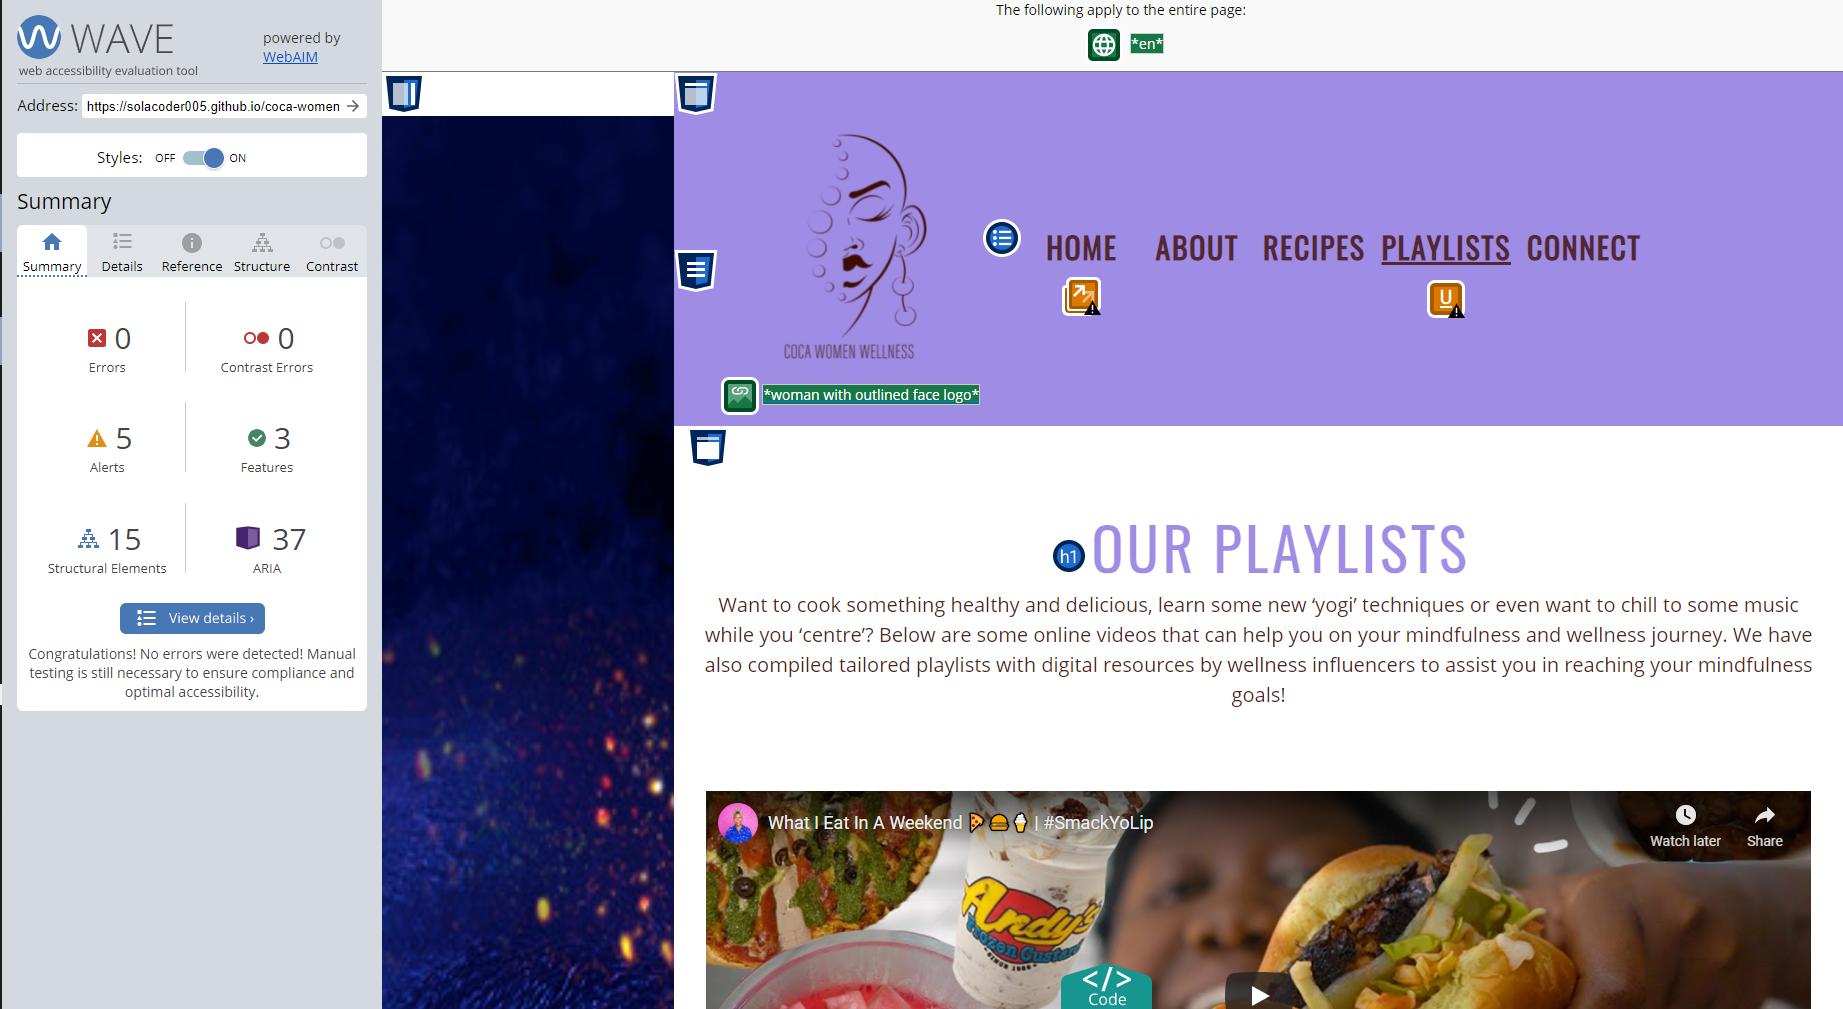 WAVE
powered by
WebAIM
web accessibility evaluation tool
Address: https://solacoder005.github.io/coca-women
Styles: OFF ON
Summary
Summary Details Reference Structure Contrast
0 0
Errors Contrast Errors
5 3
Alerts Features
15 37
Structural Elements ARIA
View details ›
Congratulations! No errors were detected! Manual
testing is still necessary to ensure compliance and
optimal accessibility.
The following apply to the entire page:
*en*
HOME ABOUT RECIPES PLAYLISTS CONNECT
U
COCA WOMEN WELLNESS
*woman with outlined face logo*
h1 OUR PLAYLISTS
Want to cook something healthy and delicious, learn some new ‘yogi’ techniques or even want to chill to some music
while you ‘centre’? Below are some online videos that can help you on your mindfulness and wellness journey. We have
also compiled tailored playlists with digital resources by wellness influencers to assist you in reaching your mindfulness
goals!
What I Eat In A Weekend 🍕🍔🍦 | #SmackYoLip
Watch later Share
Andy's
Frozen Custard
SINCE 1986
</>
Code